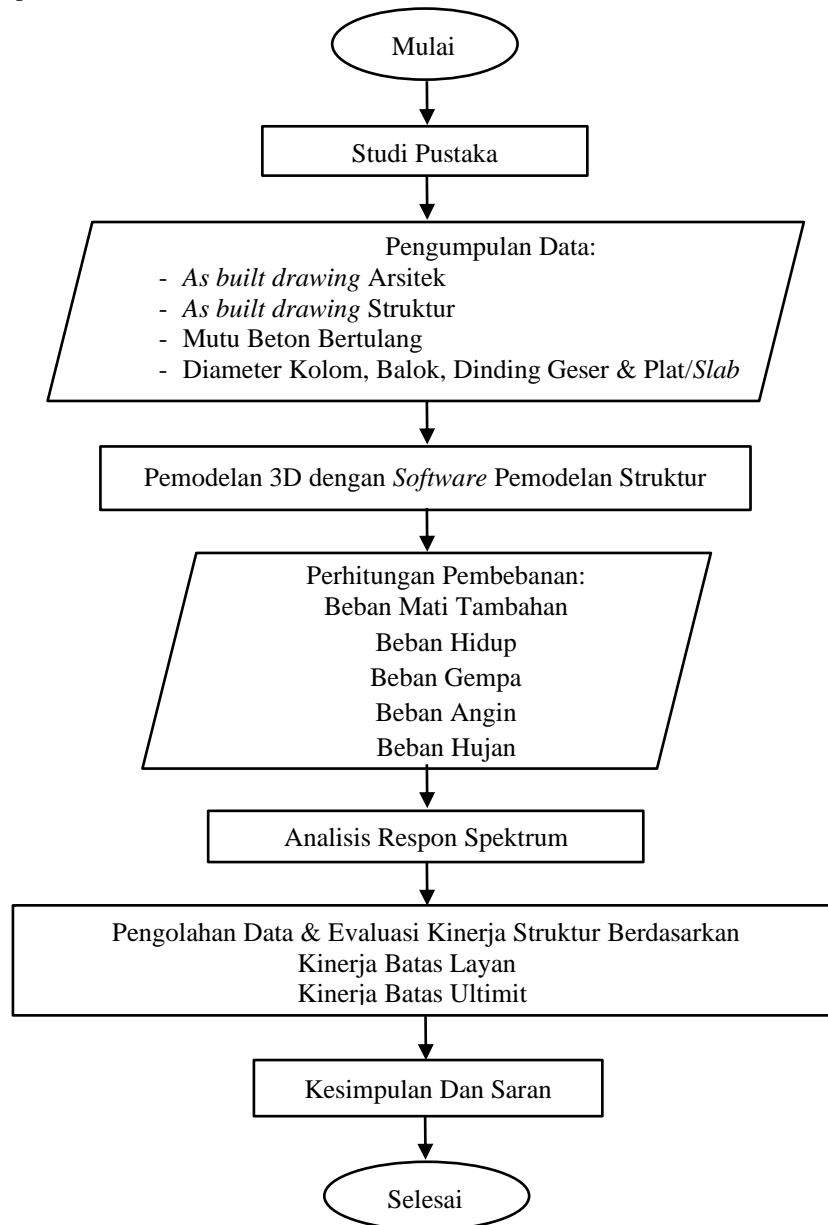 Mulai
Studi Pustaka
Pengumpulan Data:
- As built drawing Arsitek
- As built drawing Struktur
- Mutu Beton Bertulang
- Diameter Kolom, Balok, Dinding Geser & Plat/Slab
Pemodelan 3D dengan Software Pemodelan Struktur
Perhitungan Pembebanan:
Beban Mati Tambahan
Beban Hidup
Beban Gempa
Beban Angin
Beban Hujan
Analisis Respon Spektrum
Pengolahan Data & Evaluasi Kinerja Struktur Berdasarkan
Kinerja Batas Layan
Kinerja Batas Ultimit
Kesimpulan Dan Saran
Selesai